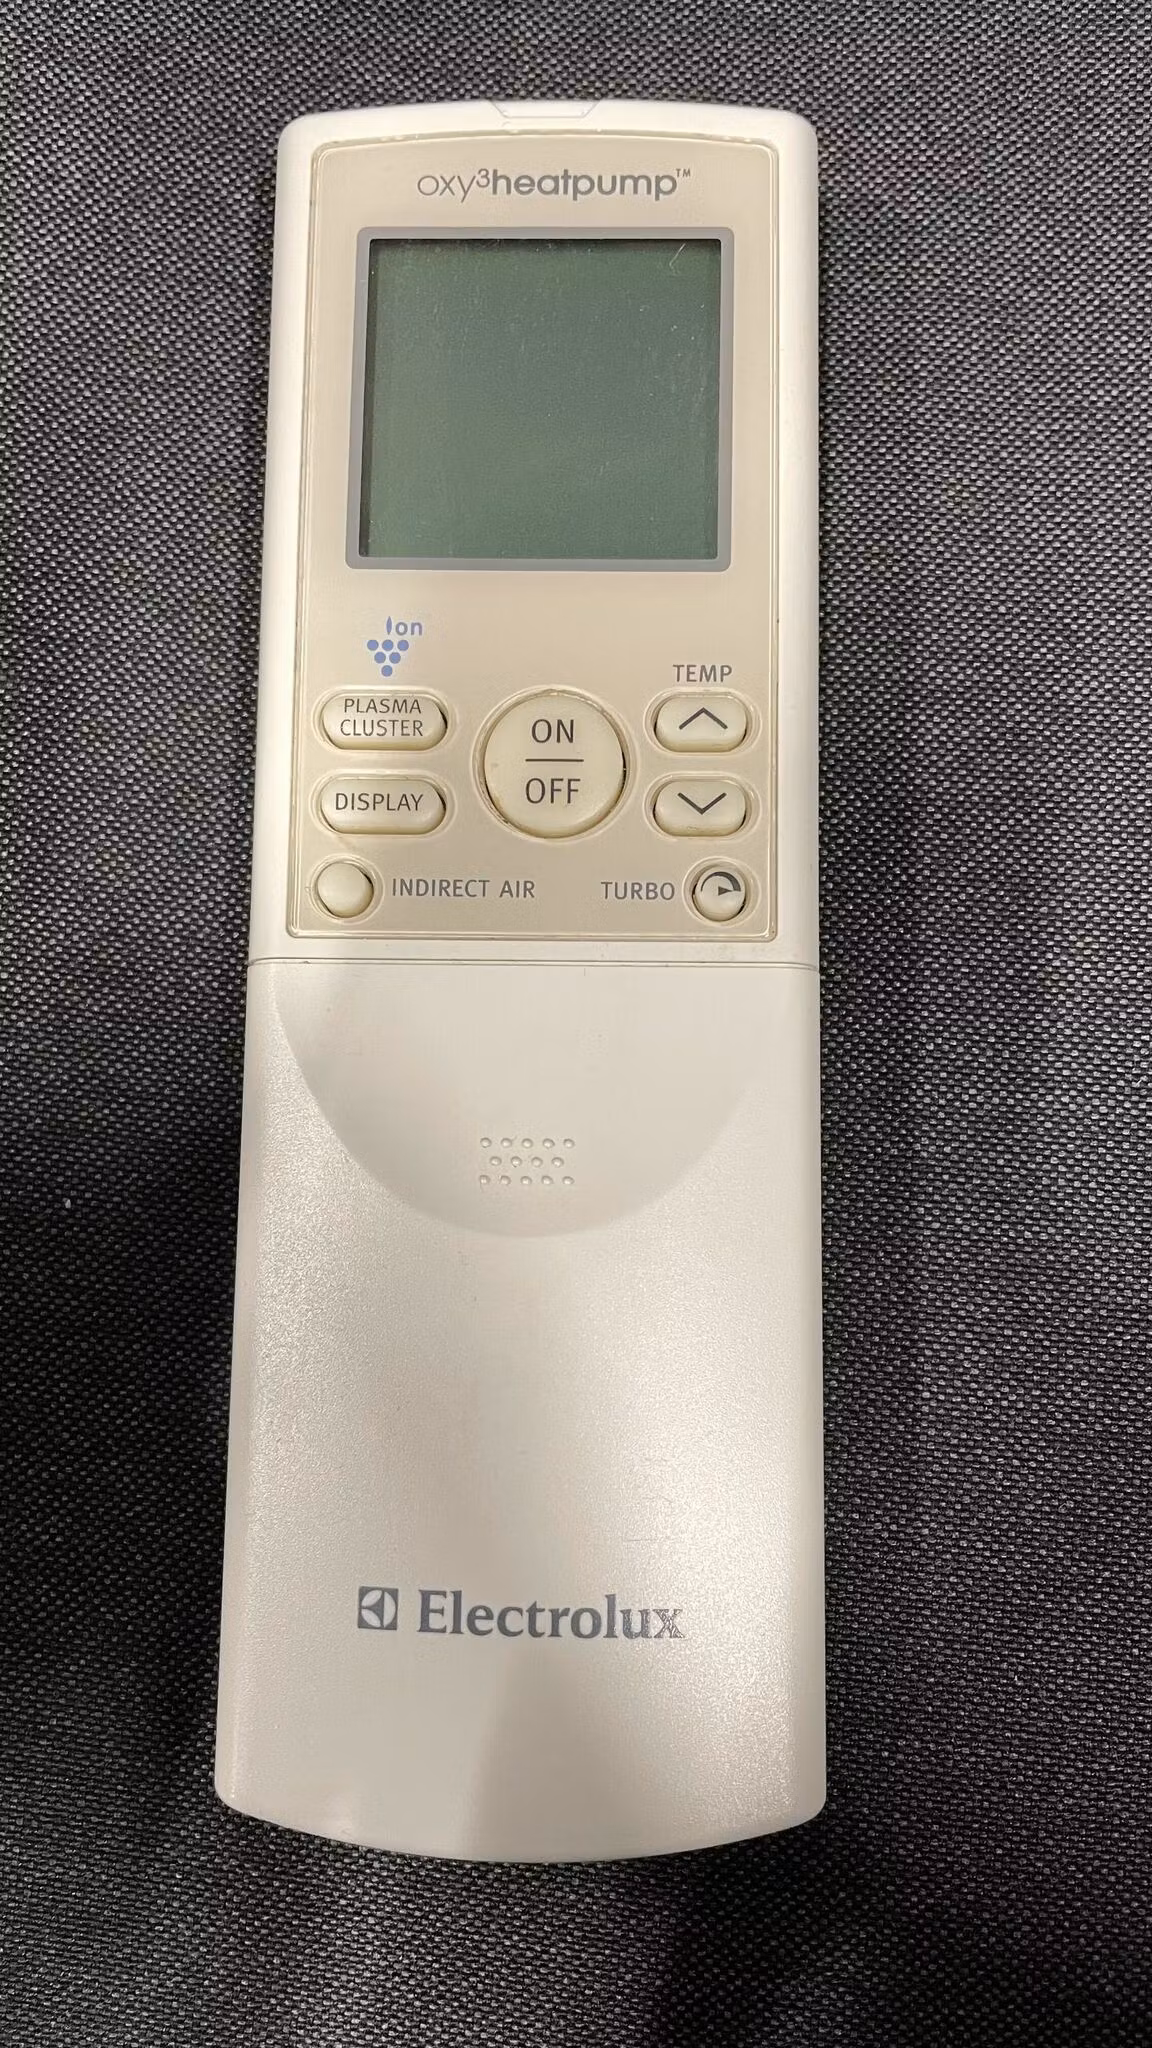 oxy³heatpump™
Ion
TEMP
PLASMA
CLUSTER
ON
OFF
DISPLAY
INDIRECT AIR
TURBO
Electrolux